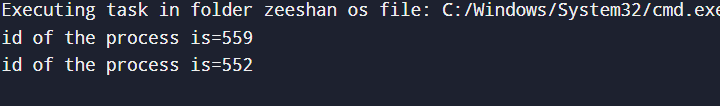 Executing task in folder zeeshan os file: C:/Windows/System32/cmd.exe
id of the process is=559
id of the process is=552